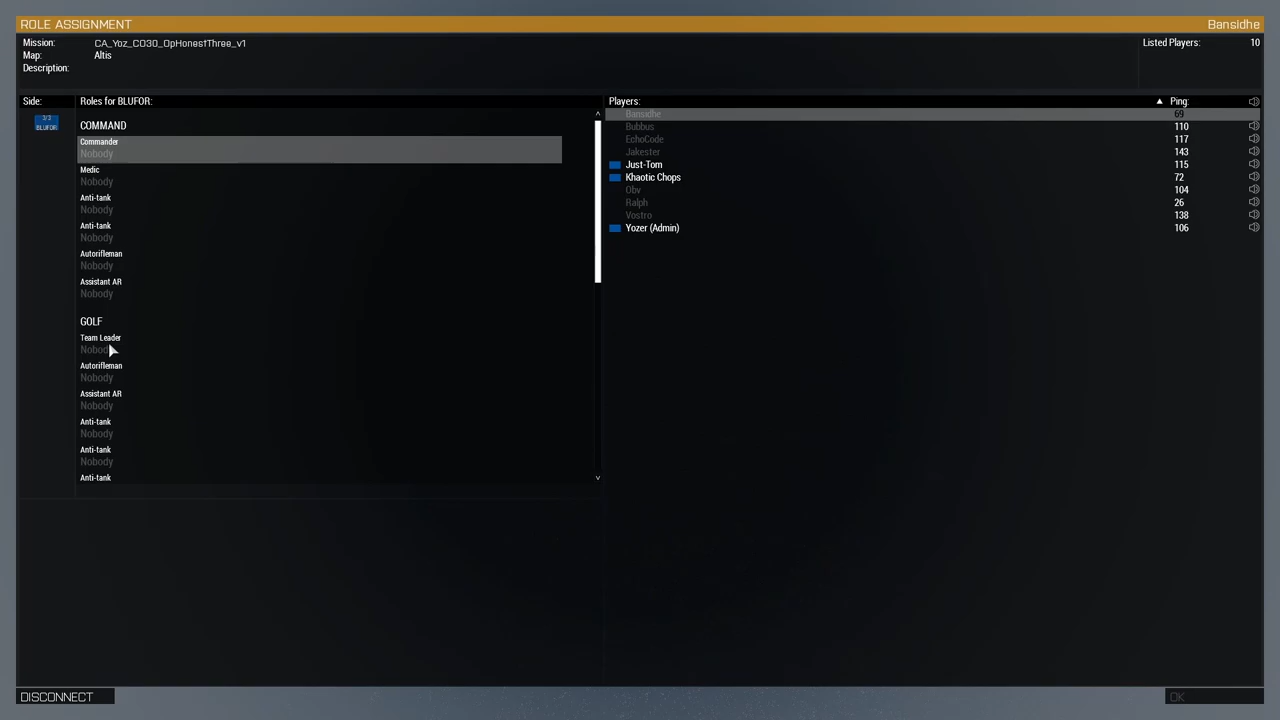 ROLE ASSIGNMENT
Bansidhe
Mission: CA_Yoz_CO30_OpHonestThree_v1
Map: Altis
Description:
Listed Players: 10
Side:
BLUFOR
Roles for BLUFOR:
COMMAND
Commander
Nobody
Medic
Nobody
Anti-tank
Nobody
Anti-tank
Nobody
Autorifleman
Nobody
Assistant AR
Nobody
GOLF
Team Leader
Nobody
Autorifleman
Nobody
Assistant AR
Nobody
Anti-tank
Nobody
Anti-tank
Nobody
Anti-tank
Players: Ping:
Bansidhe 69
Bubbus 110
EchoCode 117
Jakester 143
Just-Tom 115
Khaotic Chops 72
Obv 104
Ralph 26
Vostro 138
Yozer (Admin) 106
DISCONNECT
OK